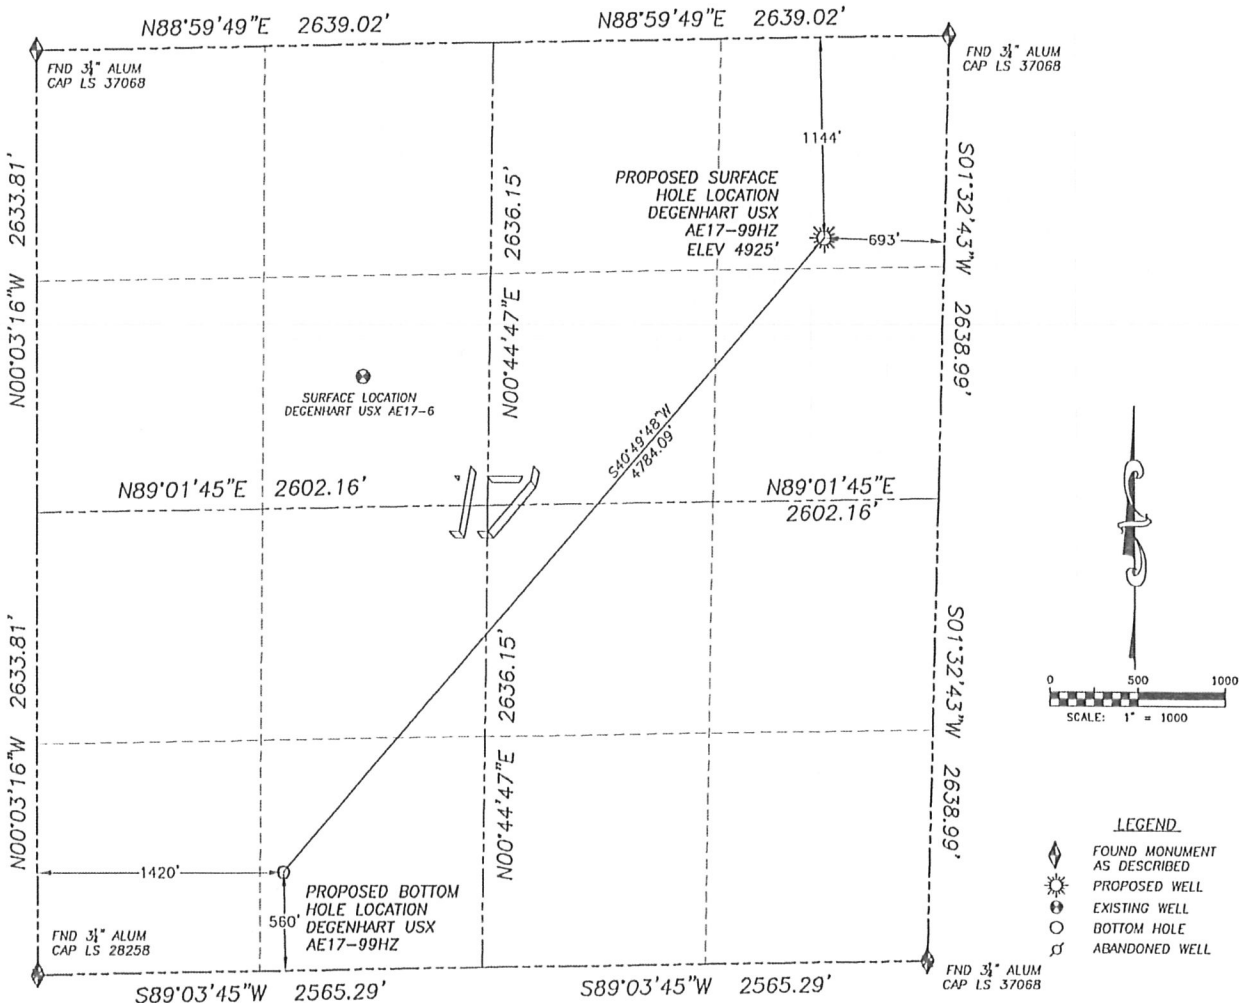 N88°59'49"E 2639.02'
N88°59'49"E 2639.02'
FND 3¼" ALUM
CAP LS 37068
FND 3¼" ALUM
CAP LS 37068
1144'
N00°03'16"W 2633.81'
N00°44'47"E 2636.15'
S01°32'43"W 2638.99'
PROPOSED SURFACE
HOLE LOCATION
DEGENHART USX
AE17-99HZ
ELEV 4925'
693'
SURFACE LOCATION
DEGENHART USX AE17-6
S40°49'48"W
4784.09'
N89°01'45"E 2602.16'
17
N89°01'45"E
2602.16'
N00°03'16"W 2633.81'
N00°44'47"E 2636.15'
S01°32'43"W 2638.99'
0 500 1000
SCALE: 1" = 1000
1420'
560'
PROPOSED BOTTOM
HOLE LOCATION
DEGENHART USX
AE17-99HZ
FND 3¼" ALUM
CAP LS 28258
S89°03'45"W 2565.29'
S89°03'45"W 2565.29'
FND 3¼" ALUM
CAP LS 37068
LEGEND
FOUND MONUMENT
AS DESCRIBED
PROPOSED WELL
EXISTING WELL
BOTTOM HOLE
ABANDONED WELL